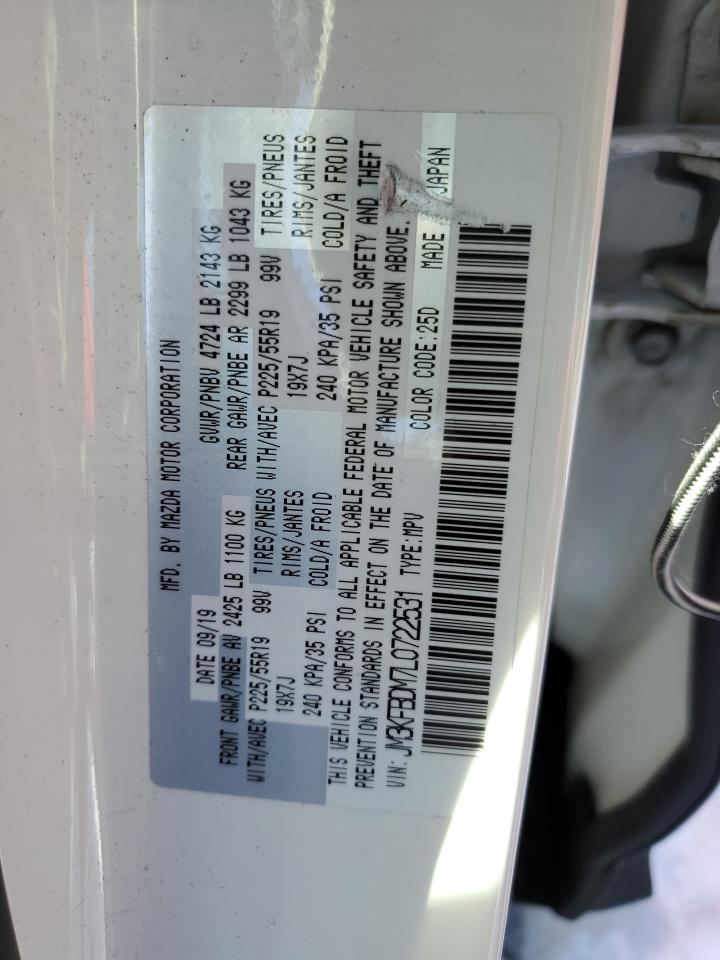 MFD. BY MAZDA MOTOR CORPORATION
DATE 09/19 GVWR/PNBV 4724 LB 2143 KG
FRONT GAWR/PNBE AV 2425 LB 1100 KG REAR GAWR/PNBE AR 2299 LB 1043 KG
WITH/AVEC P225/55R19 99V TIRES/PNEUS WITH/AVEC P225/55R19 99V TIRES/PNEUS
19X7J RIMS/JANTES 19X7J RIMS/JANTES
240 KPA/35 PSI COLD/A FROID 240 KPA/35 PSI COLD/A FROID
THIS VEHICLE CONFORMS TO ALL APPLICABLE FEDERAL MOTOR VEHICLE SAFETY AND THEFT
PREVENTION STANDARDS IN EFFECT ON THE DATE OF MANUFACTURE SHOWN ABOVE.
VIN: JM3KFBDM7L0722531 TYPE:MPV COLOR CODE:25D MADE JAPAN